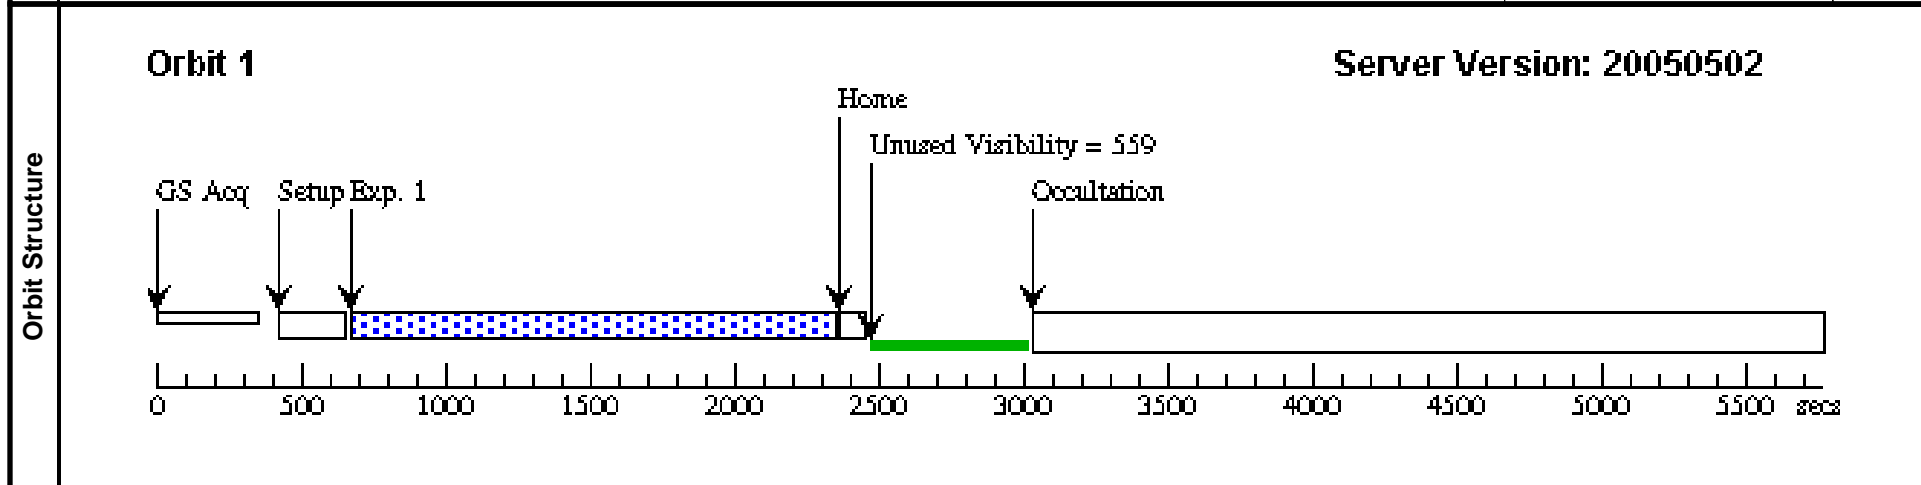 Orbit Structure
Orbit 1
Server Version: 20050502
Home
Unused Visibility = 559
GS Acq
Setup
Exp. 1
Occultation
0 500 1000 1500 2000 2500 3000 3500 4000 4500 5000 5500 secs